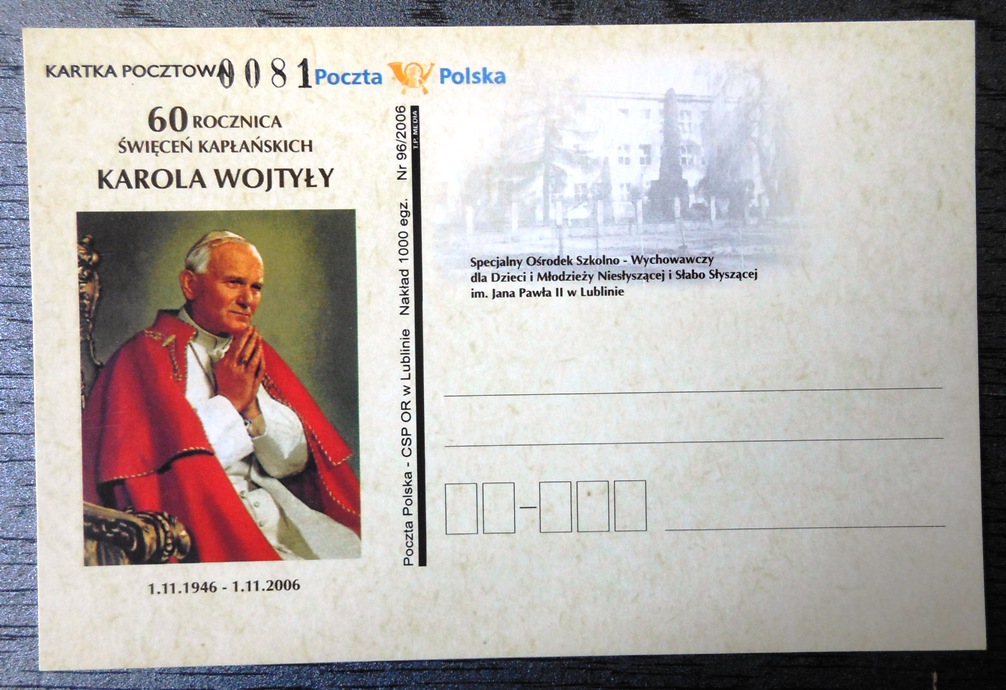 KARTKA POCZTOWA 0081 Poczta Polska
60 ROCZNICA
ŚWIĘCEŃ KAPŁAŃSKICH
KAROLA WOJTYŁY
1.11.1946 - 1.11.2006
Poczta Polska - CSP OR w Lublinie Nakład 1000 egz. Nr 96/2006
T.P. MEDIA
Specjalny Ośrodek Szkolno - Wychowawczy
dla Dzieci i Młodzieży Niesłyszącej i Słabo Słyszącej
im. Jana Pawła II w Lublinie